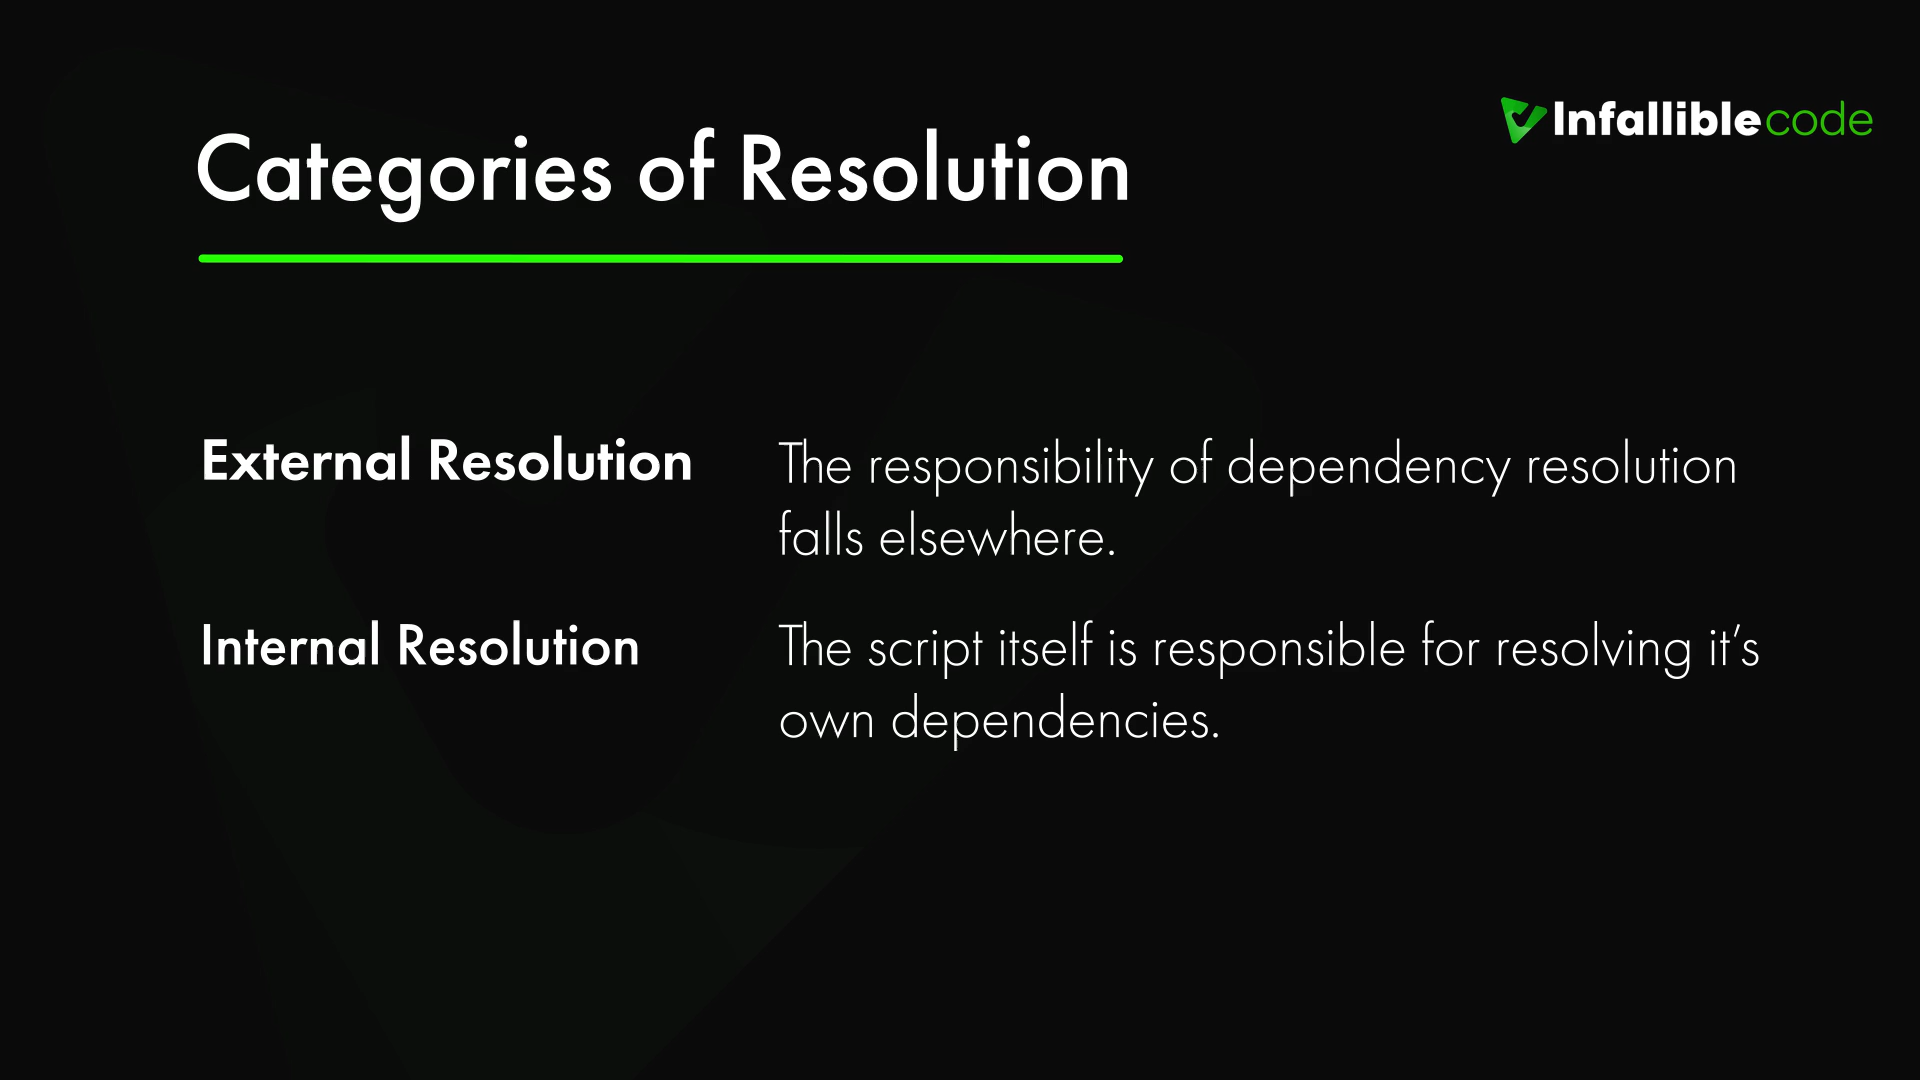 Infalliblecode
Categories of Resolution
External Resolution
The responsibility of dependency resolution
falls elsewhere.
Internal Resolution
The script itself is responsible for resolving it’s
own dependencies.